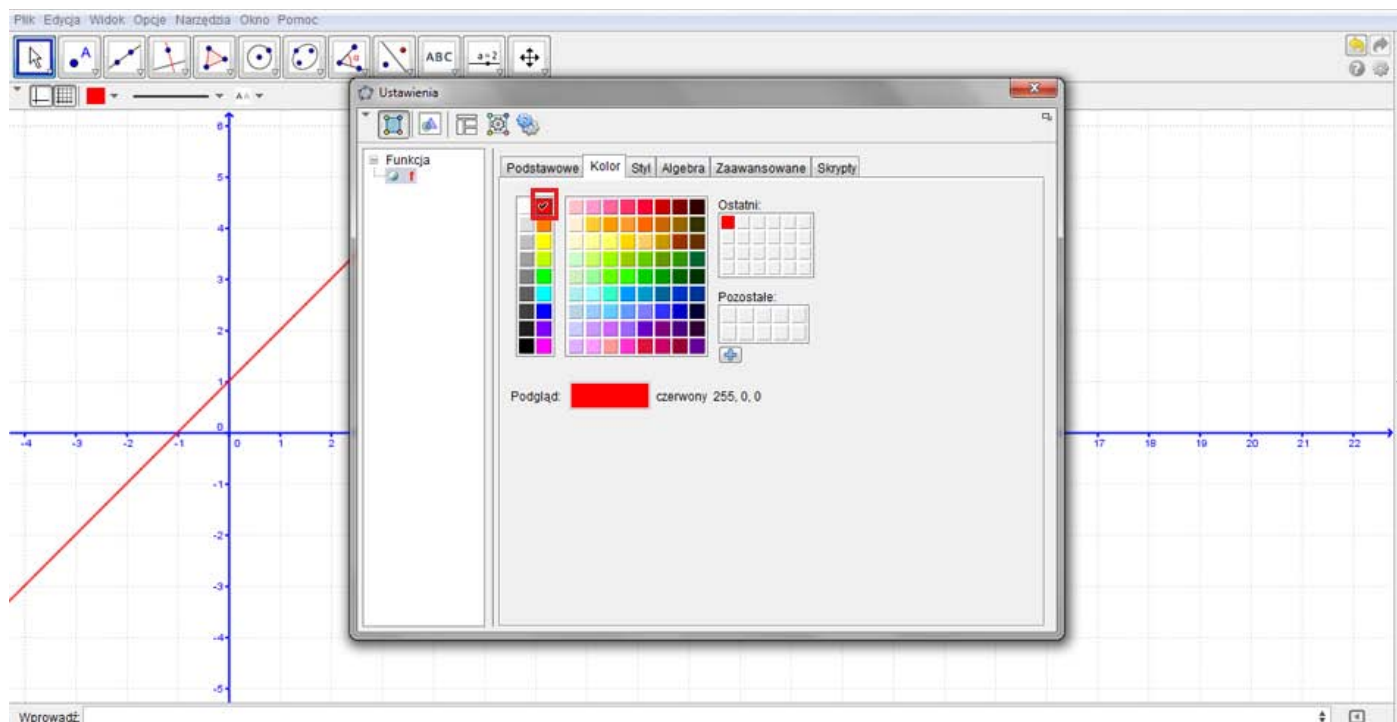 Plik Edycja Widok Opcje Narzędzia Okno Pomoc
A ABC a=2
AA
Ustawienia
Funkcja
f
Podstawowe Kolor Styl Algebra Zaawansowane Skrypty
Ostatni:
Pozostałe:
Podgląd: czerwony 255, 0, 0
6
5
4
3
2
1
0
-4 -3 -2 -1 0 1 2 17 18 19 20 21 22
-1
-2
-3
-4
-5
Wprowadź: